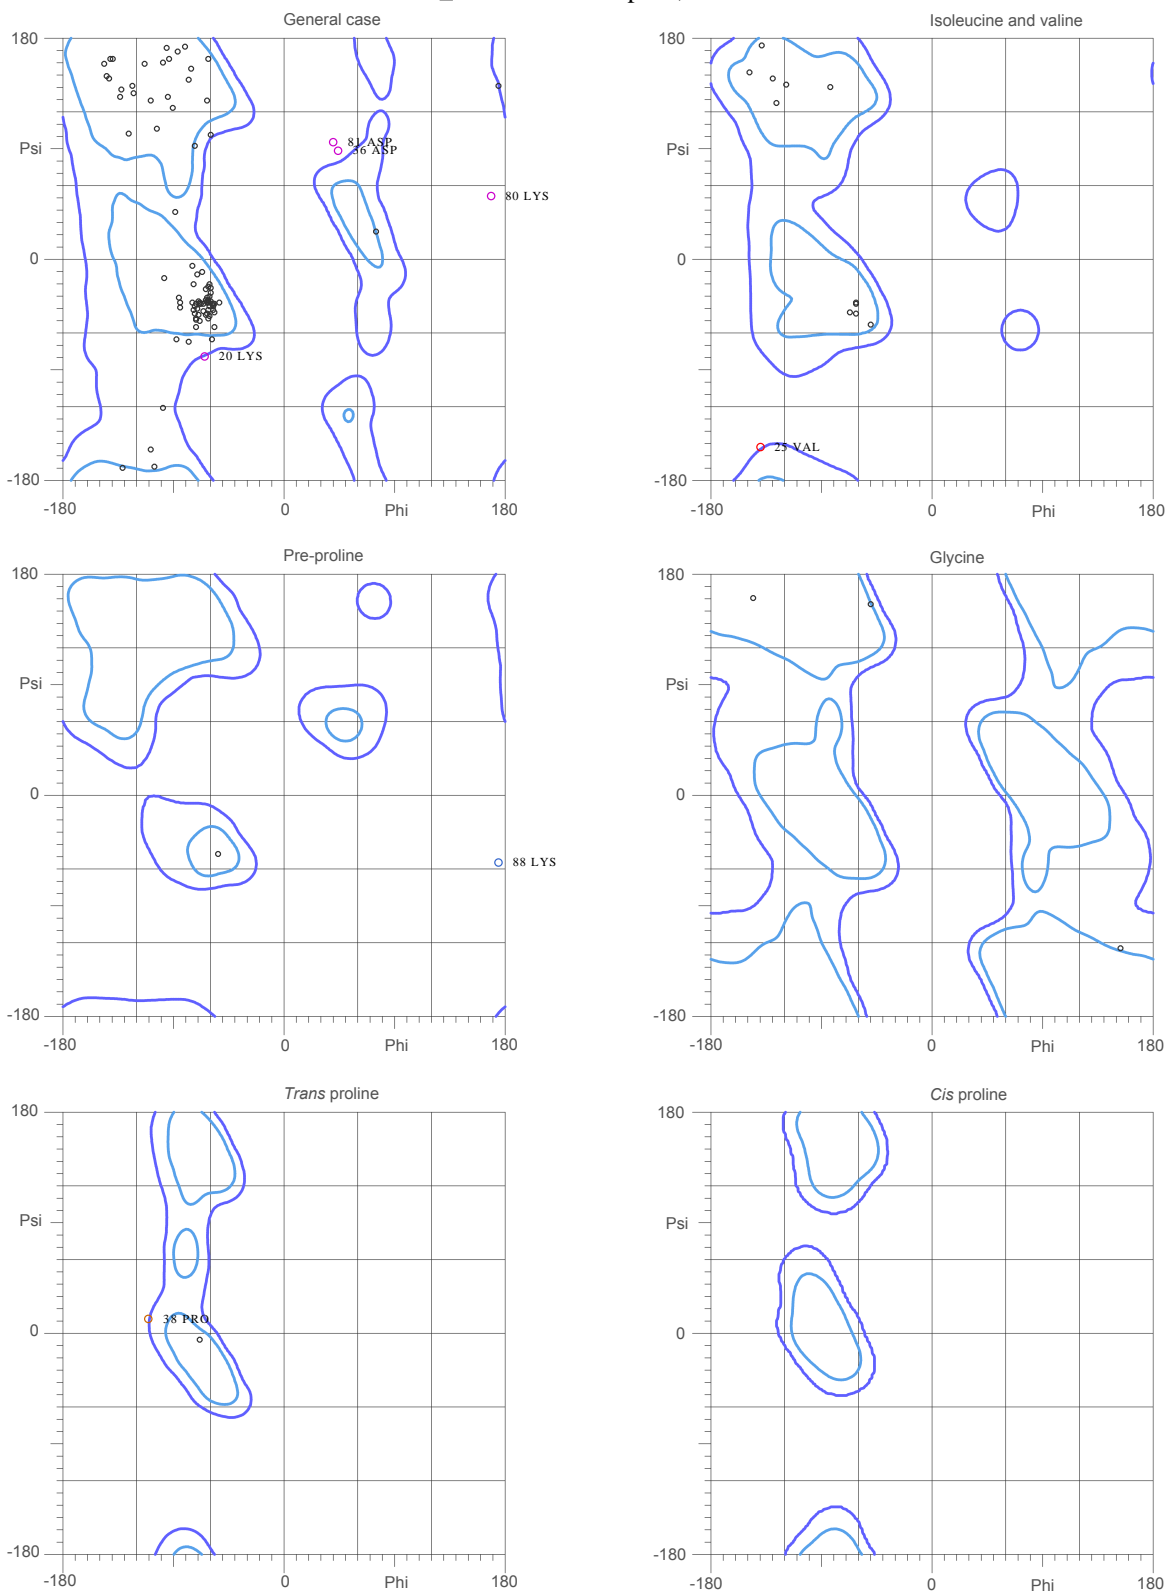 General case
Isoleucine and valine
180
Psi
0
-180
-180
0
Phi
180
81 ASP
36 ASP
80 LYS
20 LYS
180
Psi
0
-180
-180
0
Phi
180
25 VAL
Pre-proline
Glycine
180
Psi
0
-180
-180
0
Phi
180
88 LYS
180
Psi
0
-180
-180
0
Phi
180
Trans proline
Cis proline
180
Psi
0
-180
-180
0
Phi
180
38 PRO
180
Psi
0
-180
-180
0
Phi
180